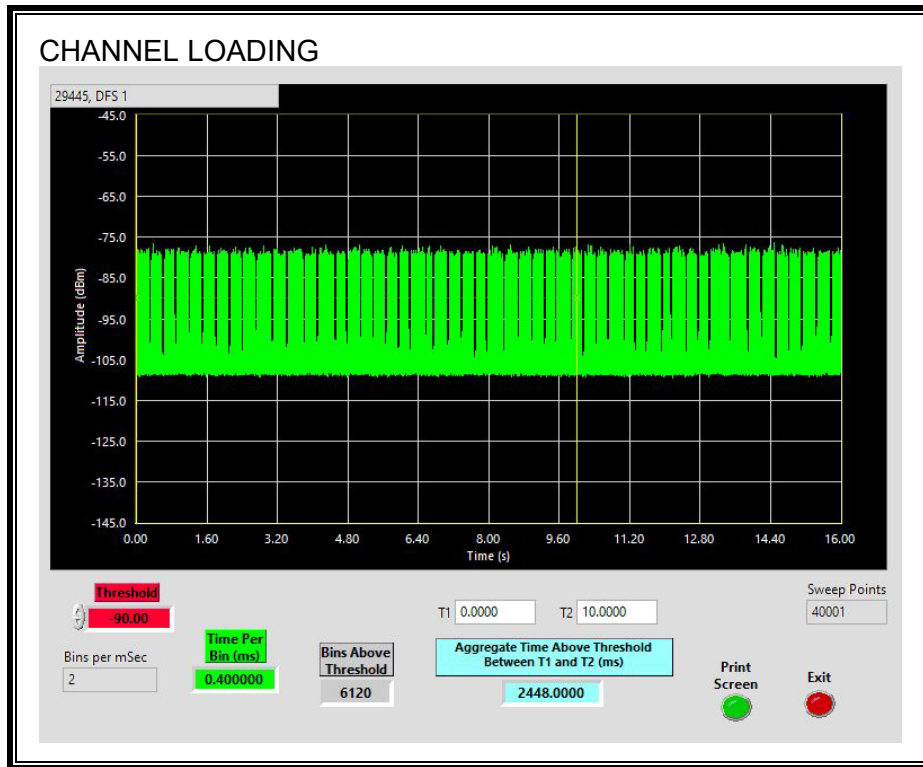 CHANNEL LOADING
29445, DFS 1
-45.0
-55.0
-65.0
-75.0
-85.0
-95.0
-105.0
-115.0
-125.0
-135.0
-145.0
Amplitude (dBm)
0.00 1.60 3.20 4.80 6.40 8.00 9.60 11.20 12.80 14.40 16.00
Time (s)
Threshold
-90.00
Bins per mSec
2
Time Per
Bin (ms)
0.400000
Bins Above
Threshold
6120
T1 0.0000 T2 10.0000
Aggregate Time Above Threshold
Between T1 and T2 (ms)
2448.0000
Sweep Points
40001
Print
Screen
Exit